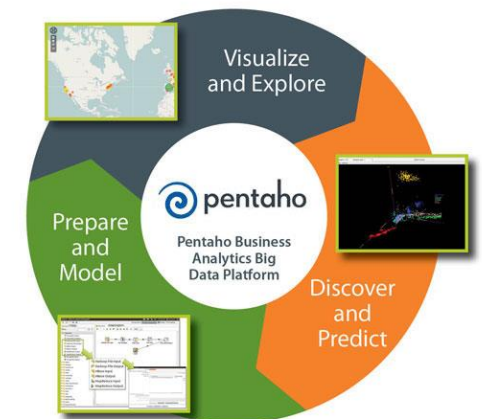 Visualize
and Explore
pentaho
Pentaho Business
Analytics Big
Data Platform
Prepare
and
Model
Discover
and
Predict